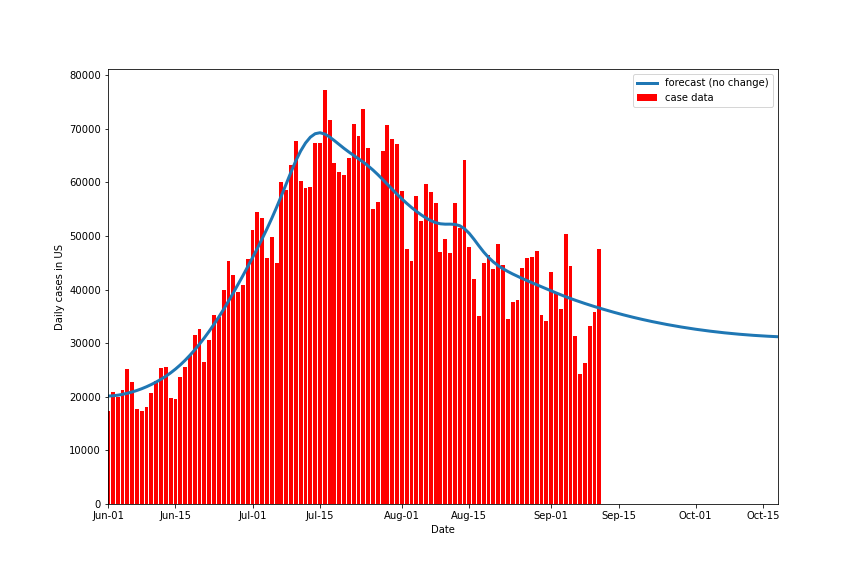 80000
70000
60000
50000
40000
30000
20000
10000
0
Daily cases in US
forecast (no change)
case data
Jun-01 Jun-15 Jul-01 Jul-15 Aug-01 Aug-15 Sep-01 Sep-15 Oct-01 Oct-15
Date